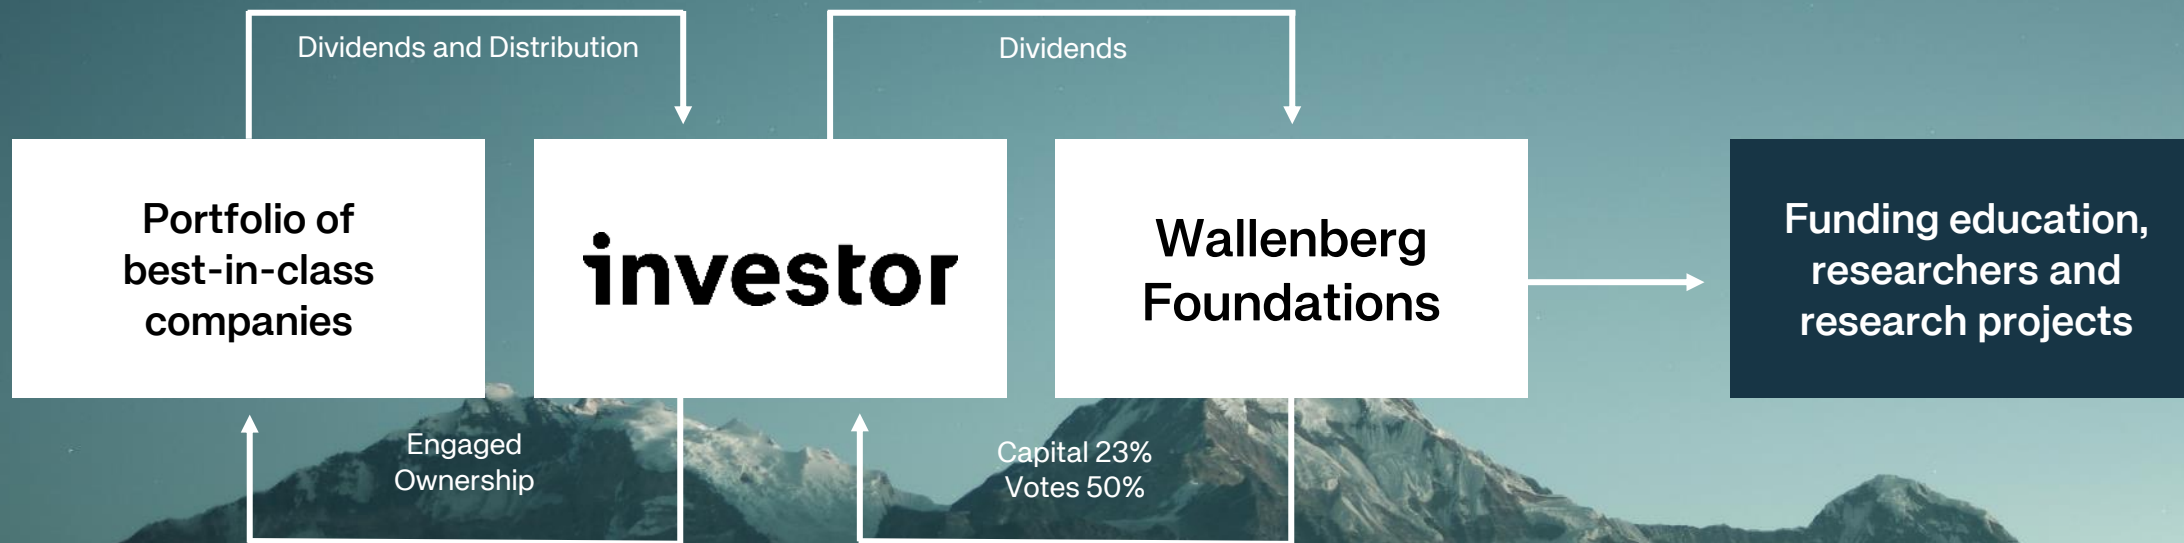 Dividends and Distribution
Dividends
Portfolio of
best-in-class
companies
investor
Wallenberg
Foundations
Funding education,
researchers and
research projects
Engaged
Ownership
Capital 23%
Votes 50%